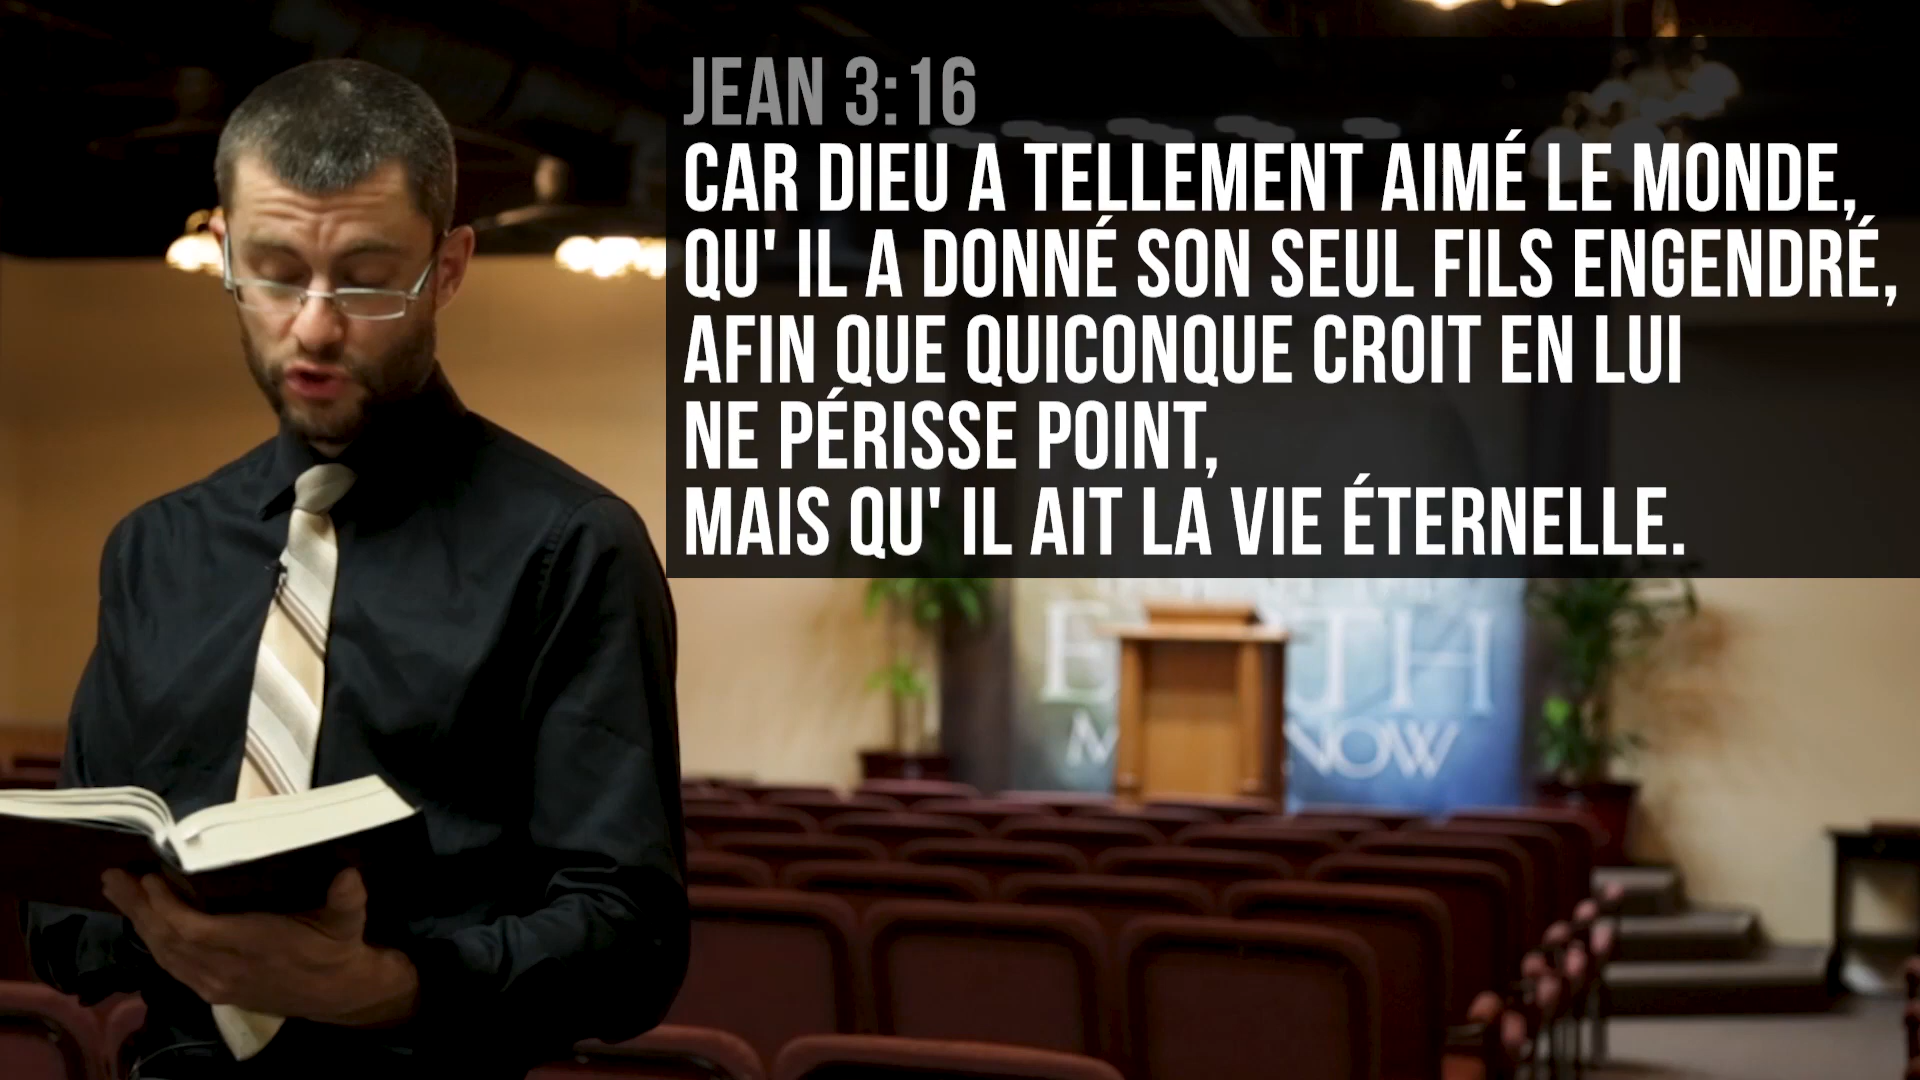 JEAN 3:16
CAR DIEU A TELLEMENT AIMÉ LE MONDE,
QU' IL A DONNÉ SON SEUL FILS ENGENDRÉ,
AFIN QUE QUICONQUE CROIT EN LUI
NE PÉRISSE POINT,
MAIS QU' IL AIT LA VIE ÉTERNELLE.
NOW